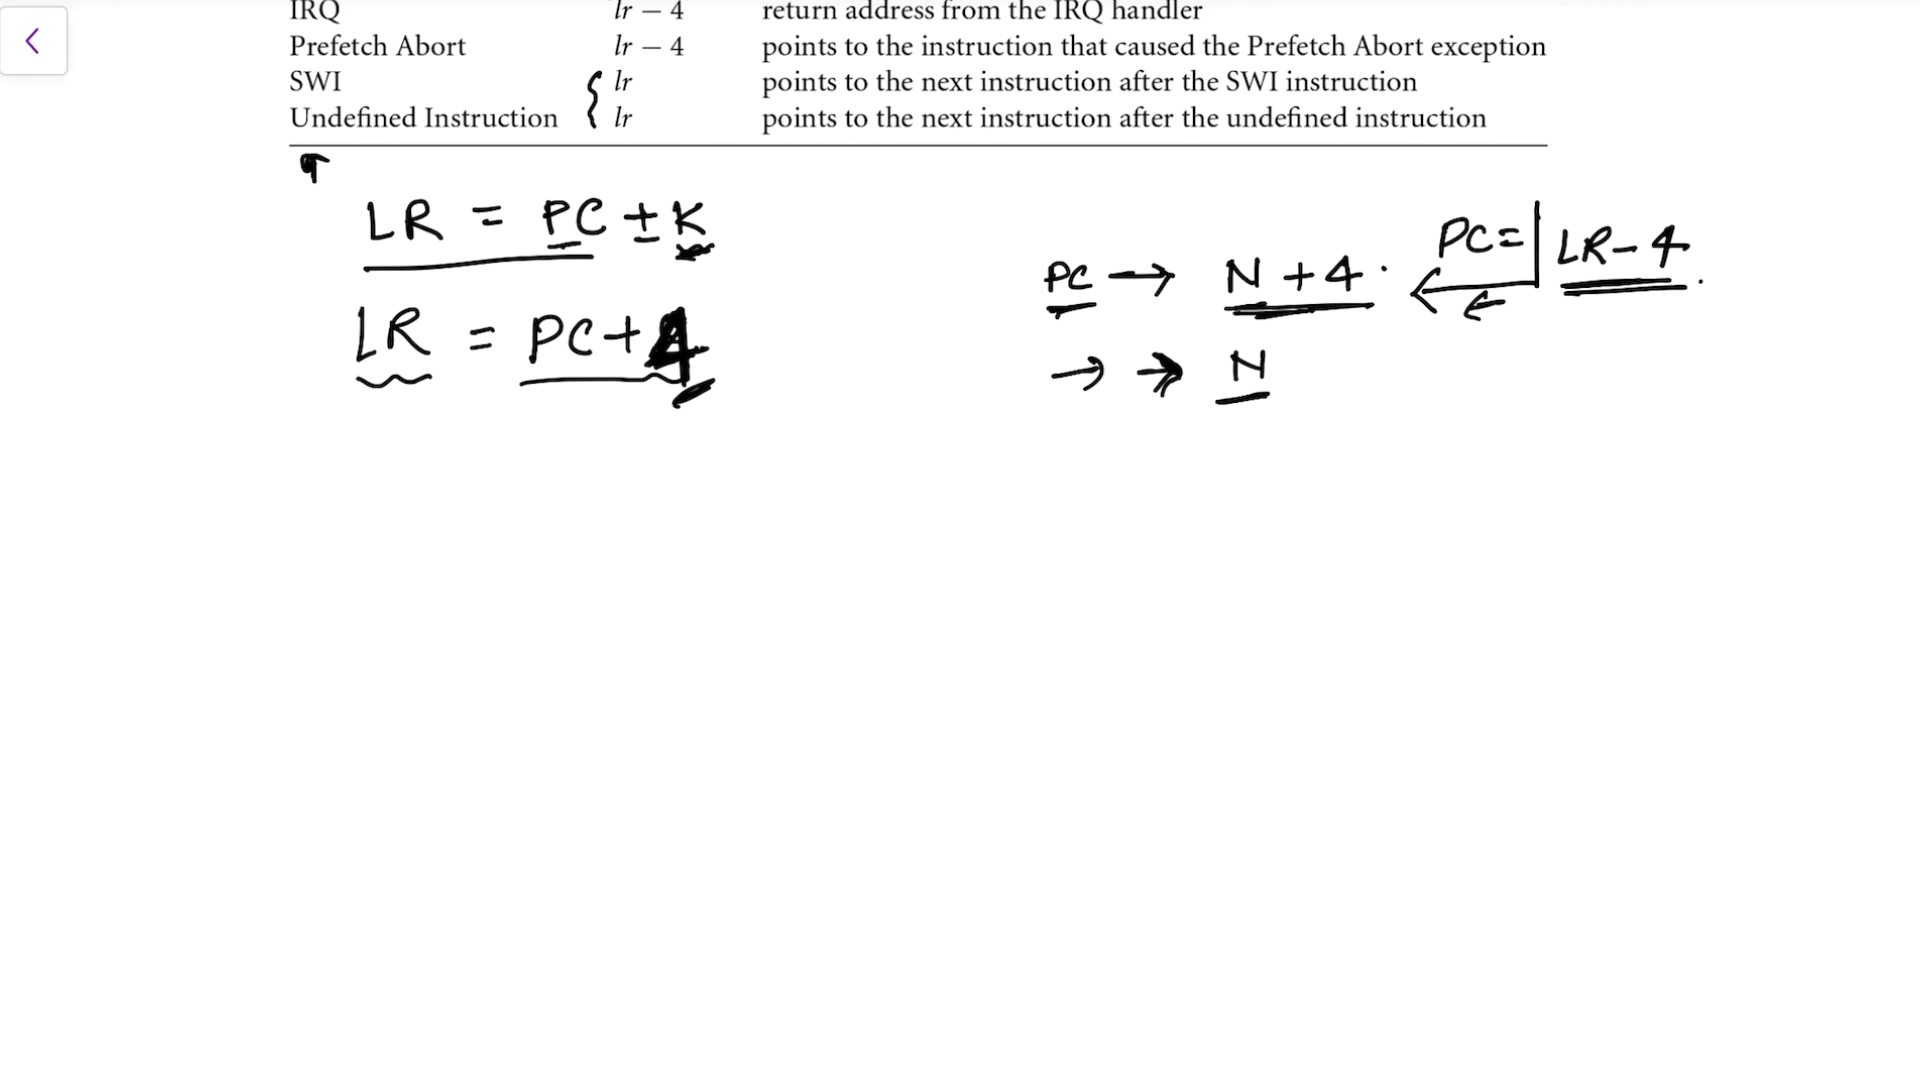 IRQ lr – 4 return address from the IRQ handler
Prefetch Abort lr – 4 points to the instruction that caused the Prefetch Abort exception
SWI lr points to the next instruction after the SWI instruction
Undefined Instruction lr points to the next instruction after the undefined instruction
LR = PC ± K
LR = PC+4
PC → N + 4 . PC = LR – 4 .
→ → N